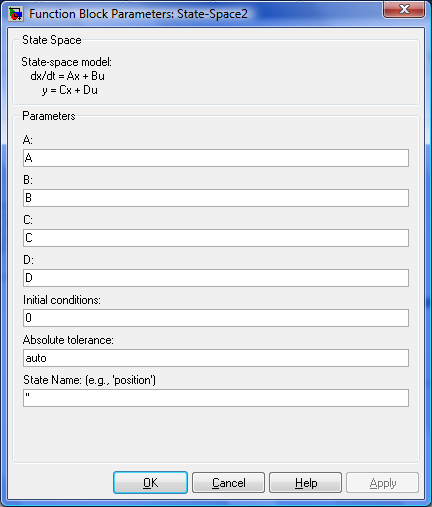 Function Block Parameters: State-Space2
State Space
State-space model:
dx/dt = Ax + Bu
y = Cx + Du
Parameters
A:
A
B:
B
C:
C
D:
D
Initial conditions:
0
Absolute tolerance:
auto
State Name: (e.g., 'position')
''
OK Cancel Help Apply